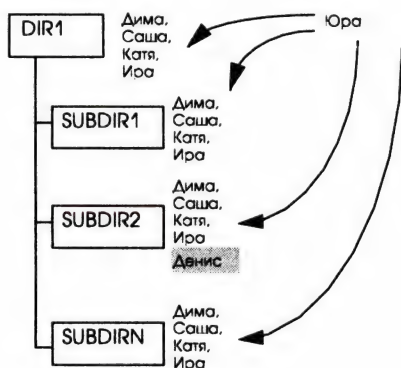 DIR1
Дима,
Саша,
Катя,
Ира
Юра
SUBDIR1
Дима,
Саша,
Катя,
Ира
SUBDIR2
Дима,
Саша,
Катя,
Ира
Денис
SUBDIRN
Дима,
Саша,
Катя,
Ира